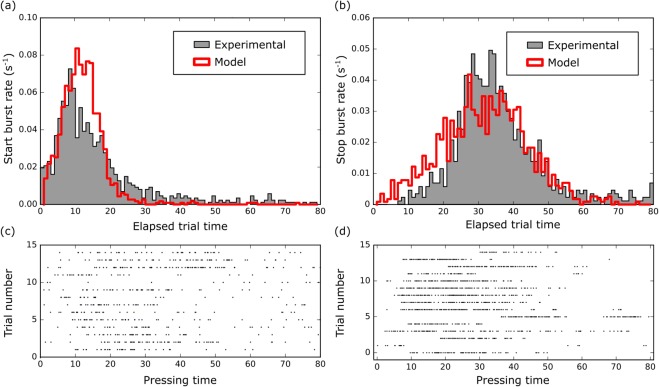 (a)
Start burst rate (s⁻¹)
0.10
0.08
0.06
0.04
0.02
0.00
Experimental
Model
0 10 20 30 40 50 60 70 80
Elapsed trial time
(b)
Stop burst rate (s⁻¹)
0.06
0.05
0.04
0.03
0.02
0.01
0
Experimental
Model
0 10 20 30 40 50 60 70 80
Elapsed trial time
(c)
Trial number
15
10
5
0
0 10 20 30 40 50 60 70 80
Pressing time
(d)
Trial number
15
10
5
0
0 10 20 30 40 50 60 70 80
Pressing time